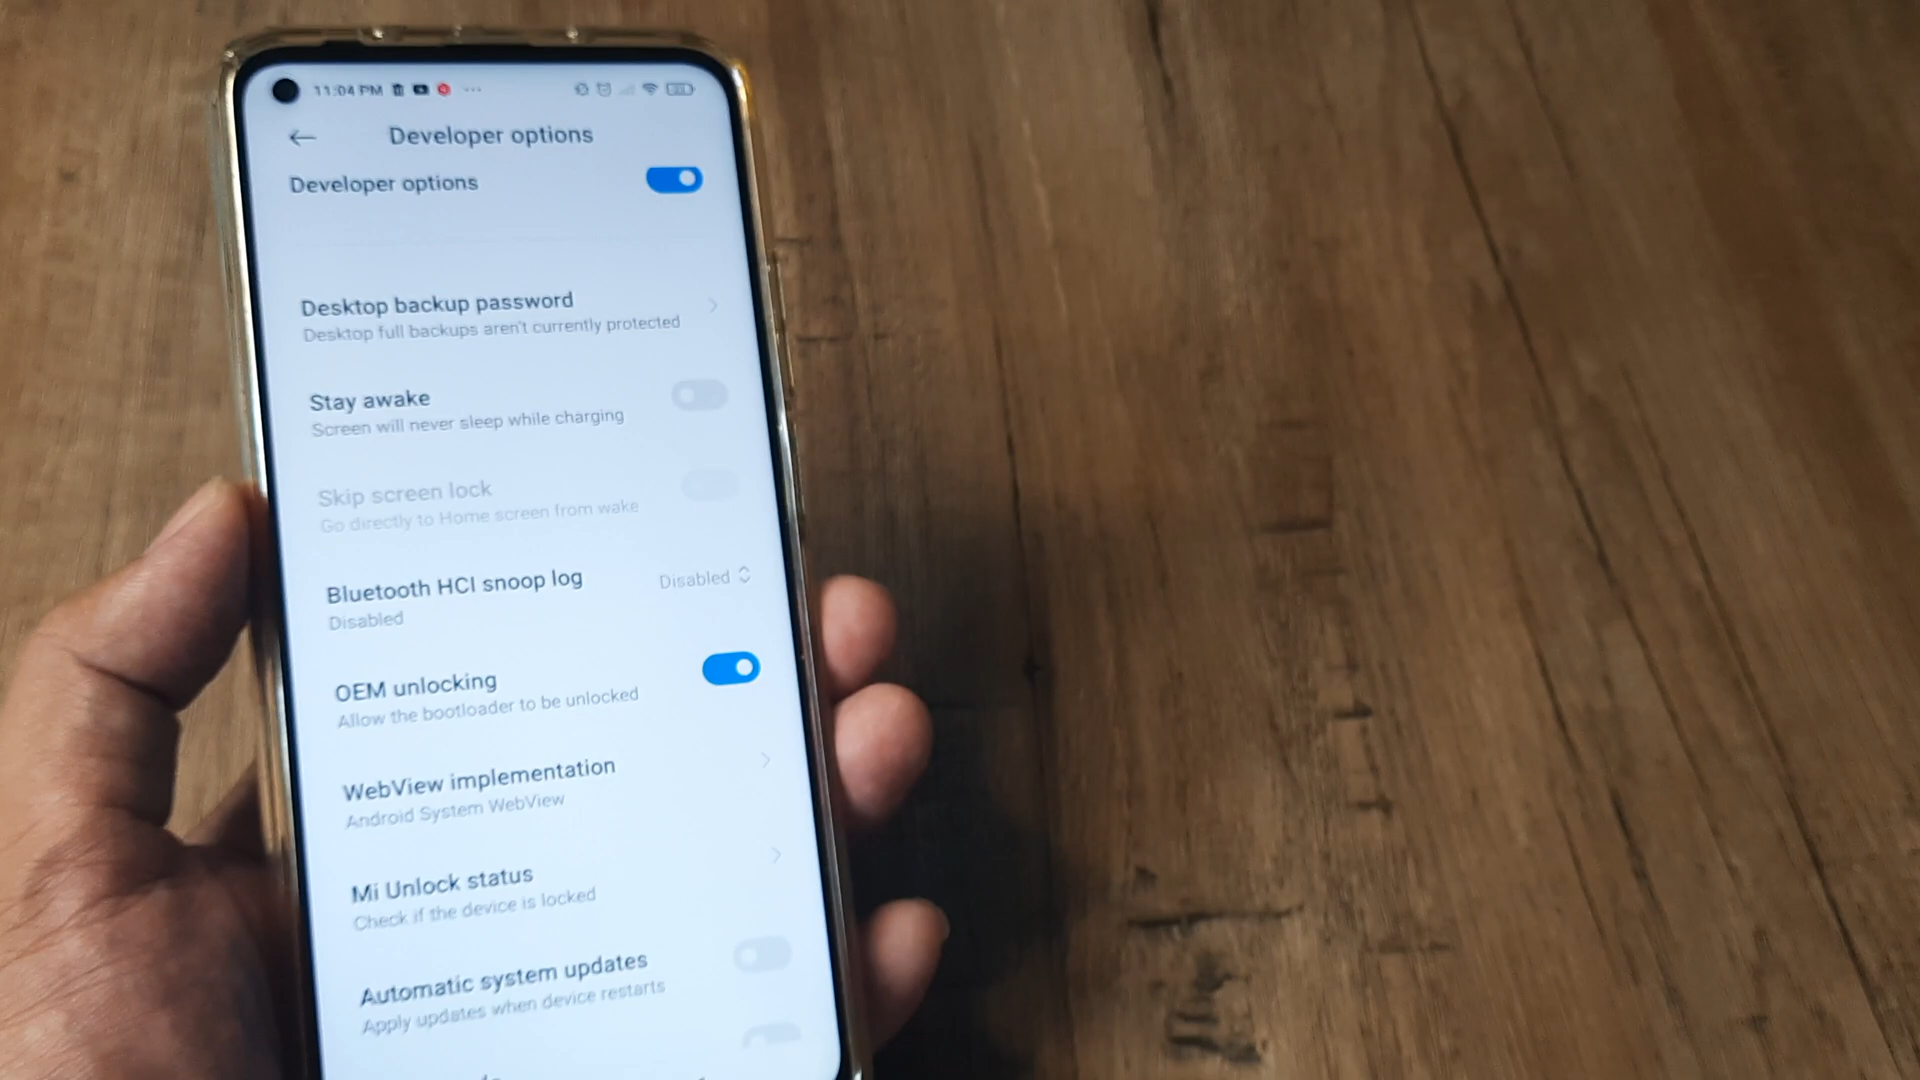 11:04 PM
Developer options
Developer options
Desktop backup password
Desktop full backups aren't currently protected
Stay awake
Screen will never sleep while charging
Skip screen lock
Go directly to Home screen from wake
Bluetooth HCI snoop log
Disabled
Disabled
OEM unlocking
Allow the bootloader to be unlocked
WebView implementation
Android System WebView
Mi Unlock status
Check if the device is locked
Automatic system updates
Apply updates when device restarts